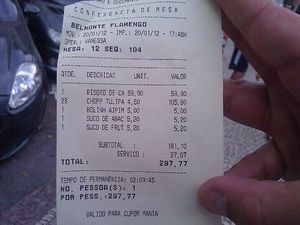 CONFERENCIA DE MESA
BELMONTE FLAMENGO
MOV.: 20/01/12 - IMP.: 20/01/12 - 17:46H
OPER.: VANESSA
MESA: 12 SEQ: 104
QTDE. DESCRICAO UNIT. VALOR
1 RISOTO DE CA 59,90 59,90
23 CHOPP TULIPA 4,60 105,80
1 BOLINH AIPIM 5,00 5,00
1 SUCO DE ABAC 5,20 5,20
1 SUCO DE FRUT 5,20 5,20
SUBTOTAL : 181,10
SERVICO : 27,07
TOTAL: 297,77
TEMPO DE PERMANENCIA: 02:09:45
NO. PESSOA(S): 1
POR PESS.: 297,77
VALIDO PARA CUPOM MANIA